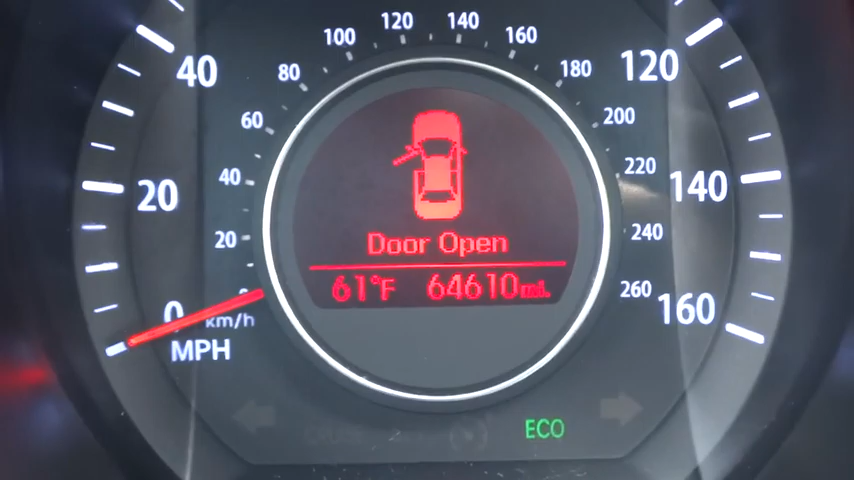 100 120 140 160
80 180
40 120
60 200
40 220
20 140
20 240
Door Open
61°F 64610mi.
0 260
0 160
km/h
MPH
ECO